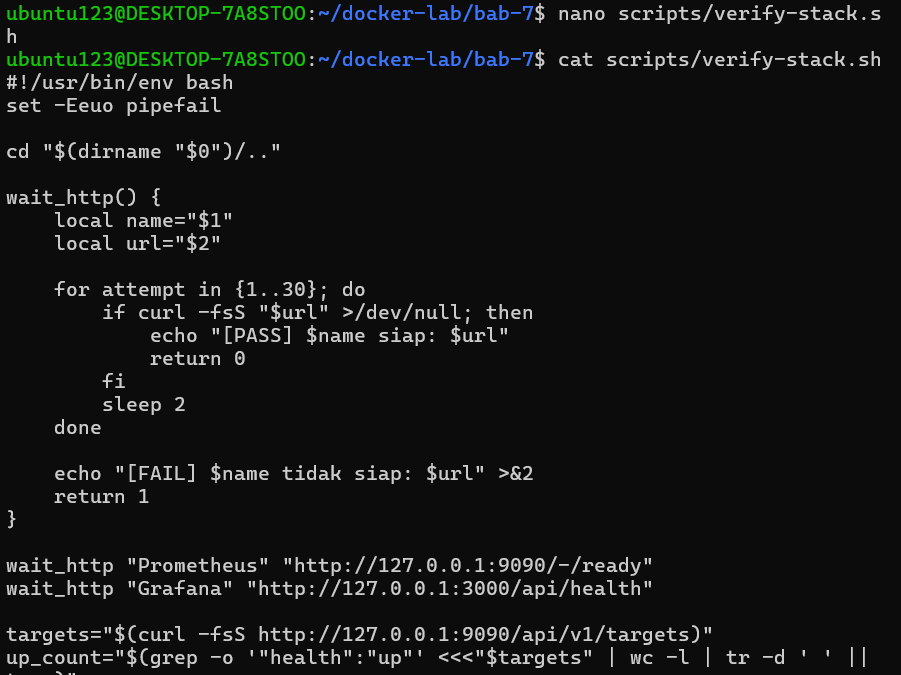 ubuntu123@DESKTOP-7A8STOO:~/docker-lab/bab-7$ nano scripts/verify-stack.s
h
ubuntu123@DESKTOP-7A8STOO:~/docker-lab/bab-7$ cat scripts/verify-stack.sh
#!/usr/bin/env bash
set -Eeuo pipefail

cd "$(dirname "$0")/.."

wait_http() {
    local name="$1"
    local url="$2"

    for attempt in {1..30}; do
        if curl -fsS "$url" >/dev/null; then
            echo "[PASS] $name siap: $url"
            return 0
        fi
        sleep 2
    done

    echo "[FAIL] $name tidak siap: $url" >&2
    return 1
}

wait_http "Prometheus" "http://127.0.0.1:9090/-/ready"
wait_http "Grafana" "http://127.0.0.1:3000/api/health"

targets="$(curl -fsS http://127.0.0.1:9090/api/v1/targets)"
up_count="$(grep -o '"health":"up"' <<<"$targets" | wc -l | tr -d ' ' ||